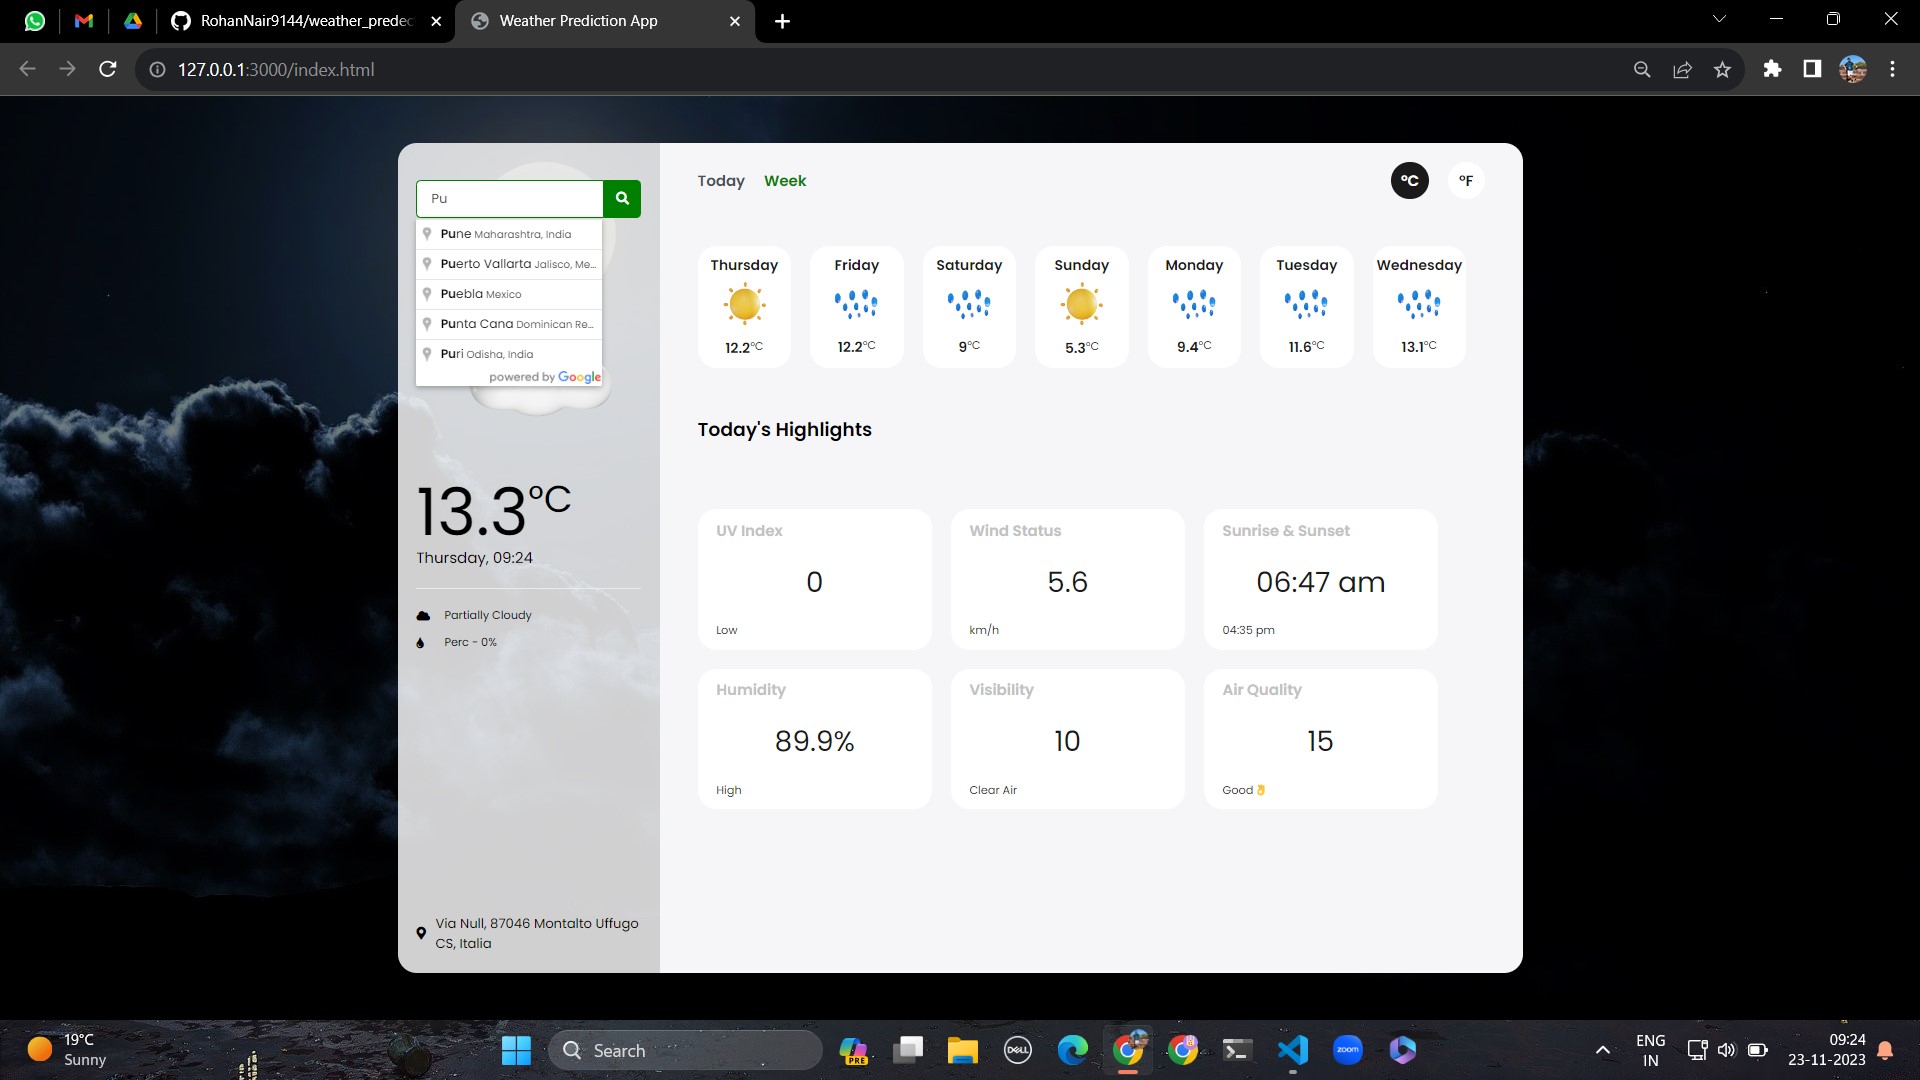 RohanNair9144/weather_predec
Weather Prediction App
127.0.0.1:3000/index.html
Pu
Pune Maharashtra, India
Puerto Vallarta Jalisco, Me...
Puebla Mexico
Punta Cana Dominican Re...
Puri Odisha, India
powered by Google
13.3°C
Thursday, 09:24
Partially Cloudy
Perc - 0%
Via Null, 87046 Montalto Uffugo
CS, Italia
Today Week
°C °F
Thursday Friday Saturday Sunday Monday Tuesday Wednesday
12.2°C 12.2°C 9°C 5.3°C 9.4°C 11.6°C 13.1°C
Today's Highlights
UV Index
0
Low
Wind Status
5.6
km/h
Sunrise & Sunset
06:47 am
04:35 pm
Humidity
89.9%
High
Visibility
10
Clear Air
Air Quality
15
Good
19°C
Sunny
Search
PRE
DELL
zoom
ENG
IN
09:24
23-11-2023